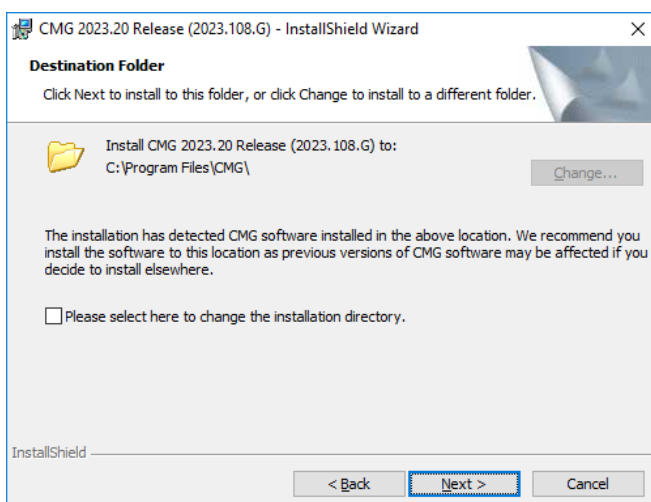 CMG 2023.20 Release (2023.108.G) - InstallShield Wizard
Destination Folder
Click Next to install to this folder, or click Change to install to a different folder.
Install CMG 2023.20 Release (2023.108.G) to:
C:\Program Files\CMG\
Change...
The installation has detected CMG software installed in the above location. We recommend you
install the software to this location as previous versions of CMG software may be affected if you
decide to install elsewhere.
Please select here to change the installation directory.
InstallShield
< Back
Next >
Cancel